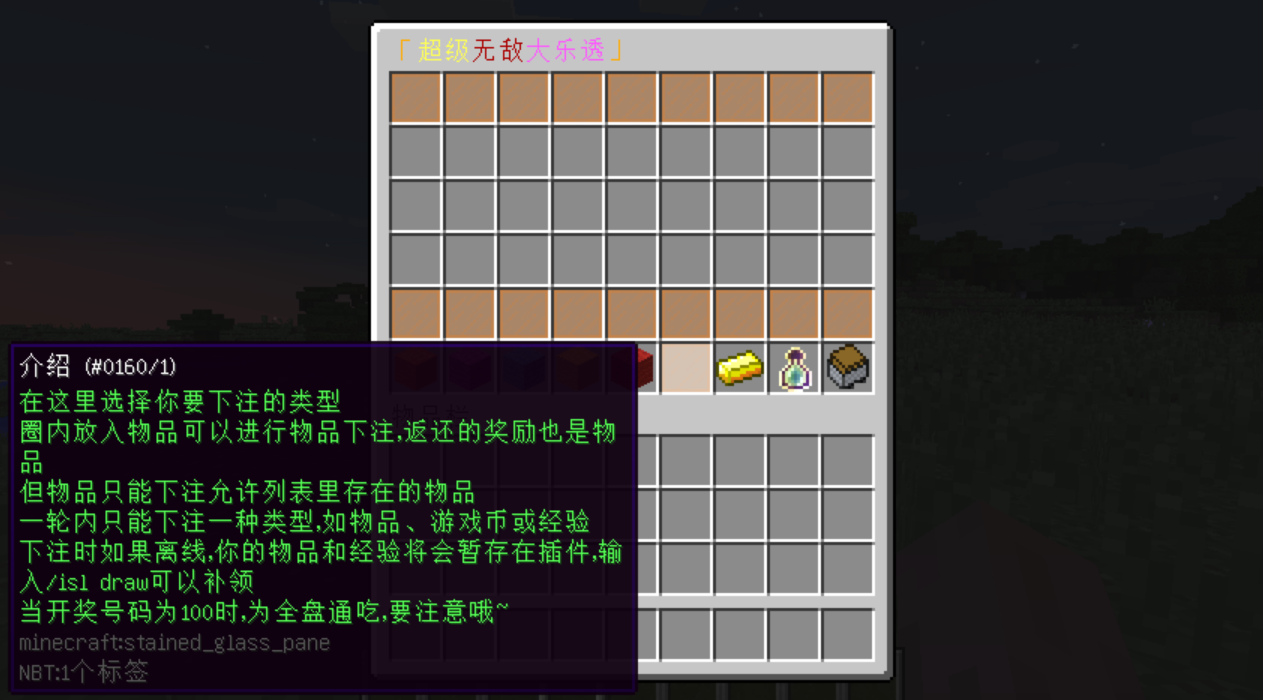 「超级无敌大乐透」
物品栏
介绍 (#0160/1)
在这里选择你要下注的类型
圈内放入物品可以进行物品下注,返还的奖励也是物
品
但物品只能下注允许列表里存在的物品
一轮内只能下注一种类型,如物品、游戏币或经验
下注时如果离线,你的物品和经验将会暂存在插件,输
入/isl draw可以补领
当开奖号码为100时,为全盘通吃,要注意哦~
minecraft:stained_glass_pane
NBT:1个标签